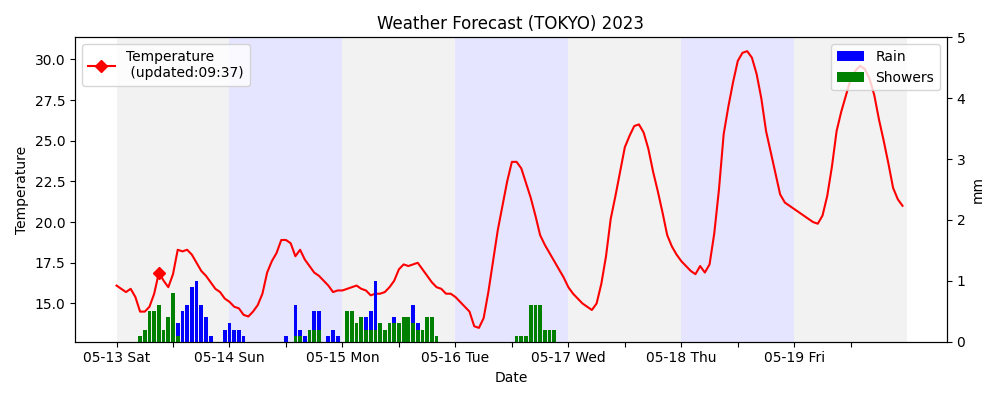 Weather Forecast (TOKYO) 2023
Temperature
(updated:09:37)
Rain
Showers
30.0
27.5
25.0
22.5
20.0
17.5
15.0
Temperature
5
4
3
2
1
0
mm
05-13 Sat 05-14 Sun 05-15 Mon 05-16 Tue 05-17 Wed 05-18 Thu 05-19 Fri
Date